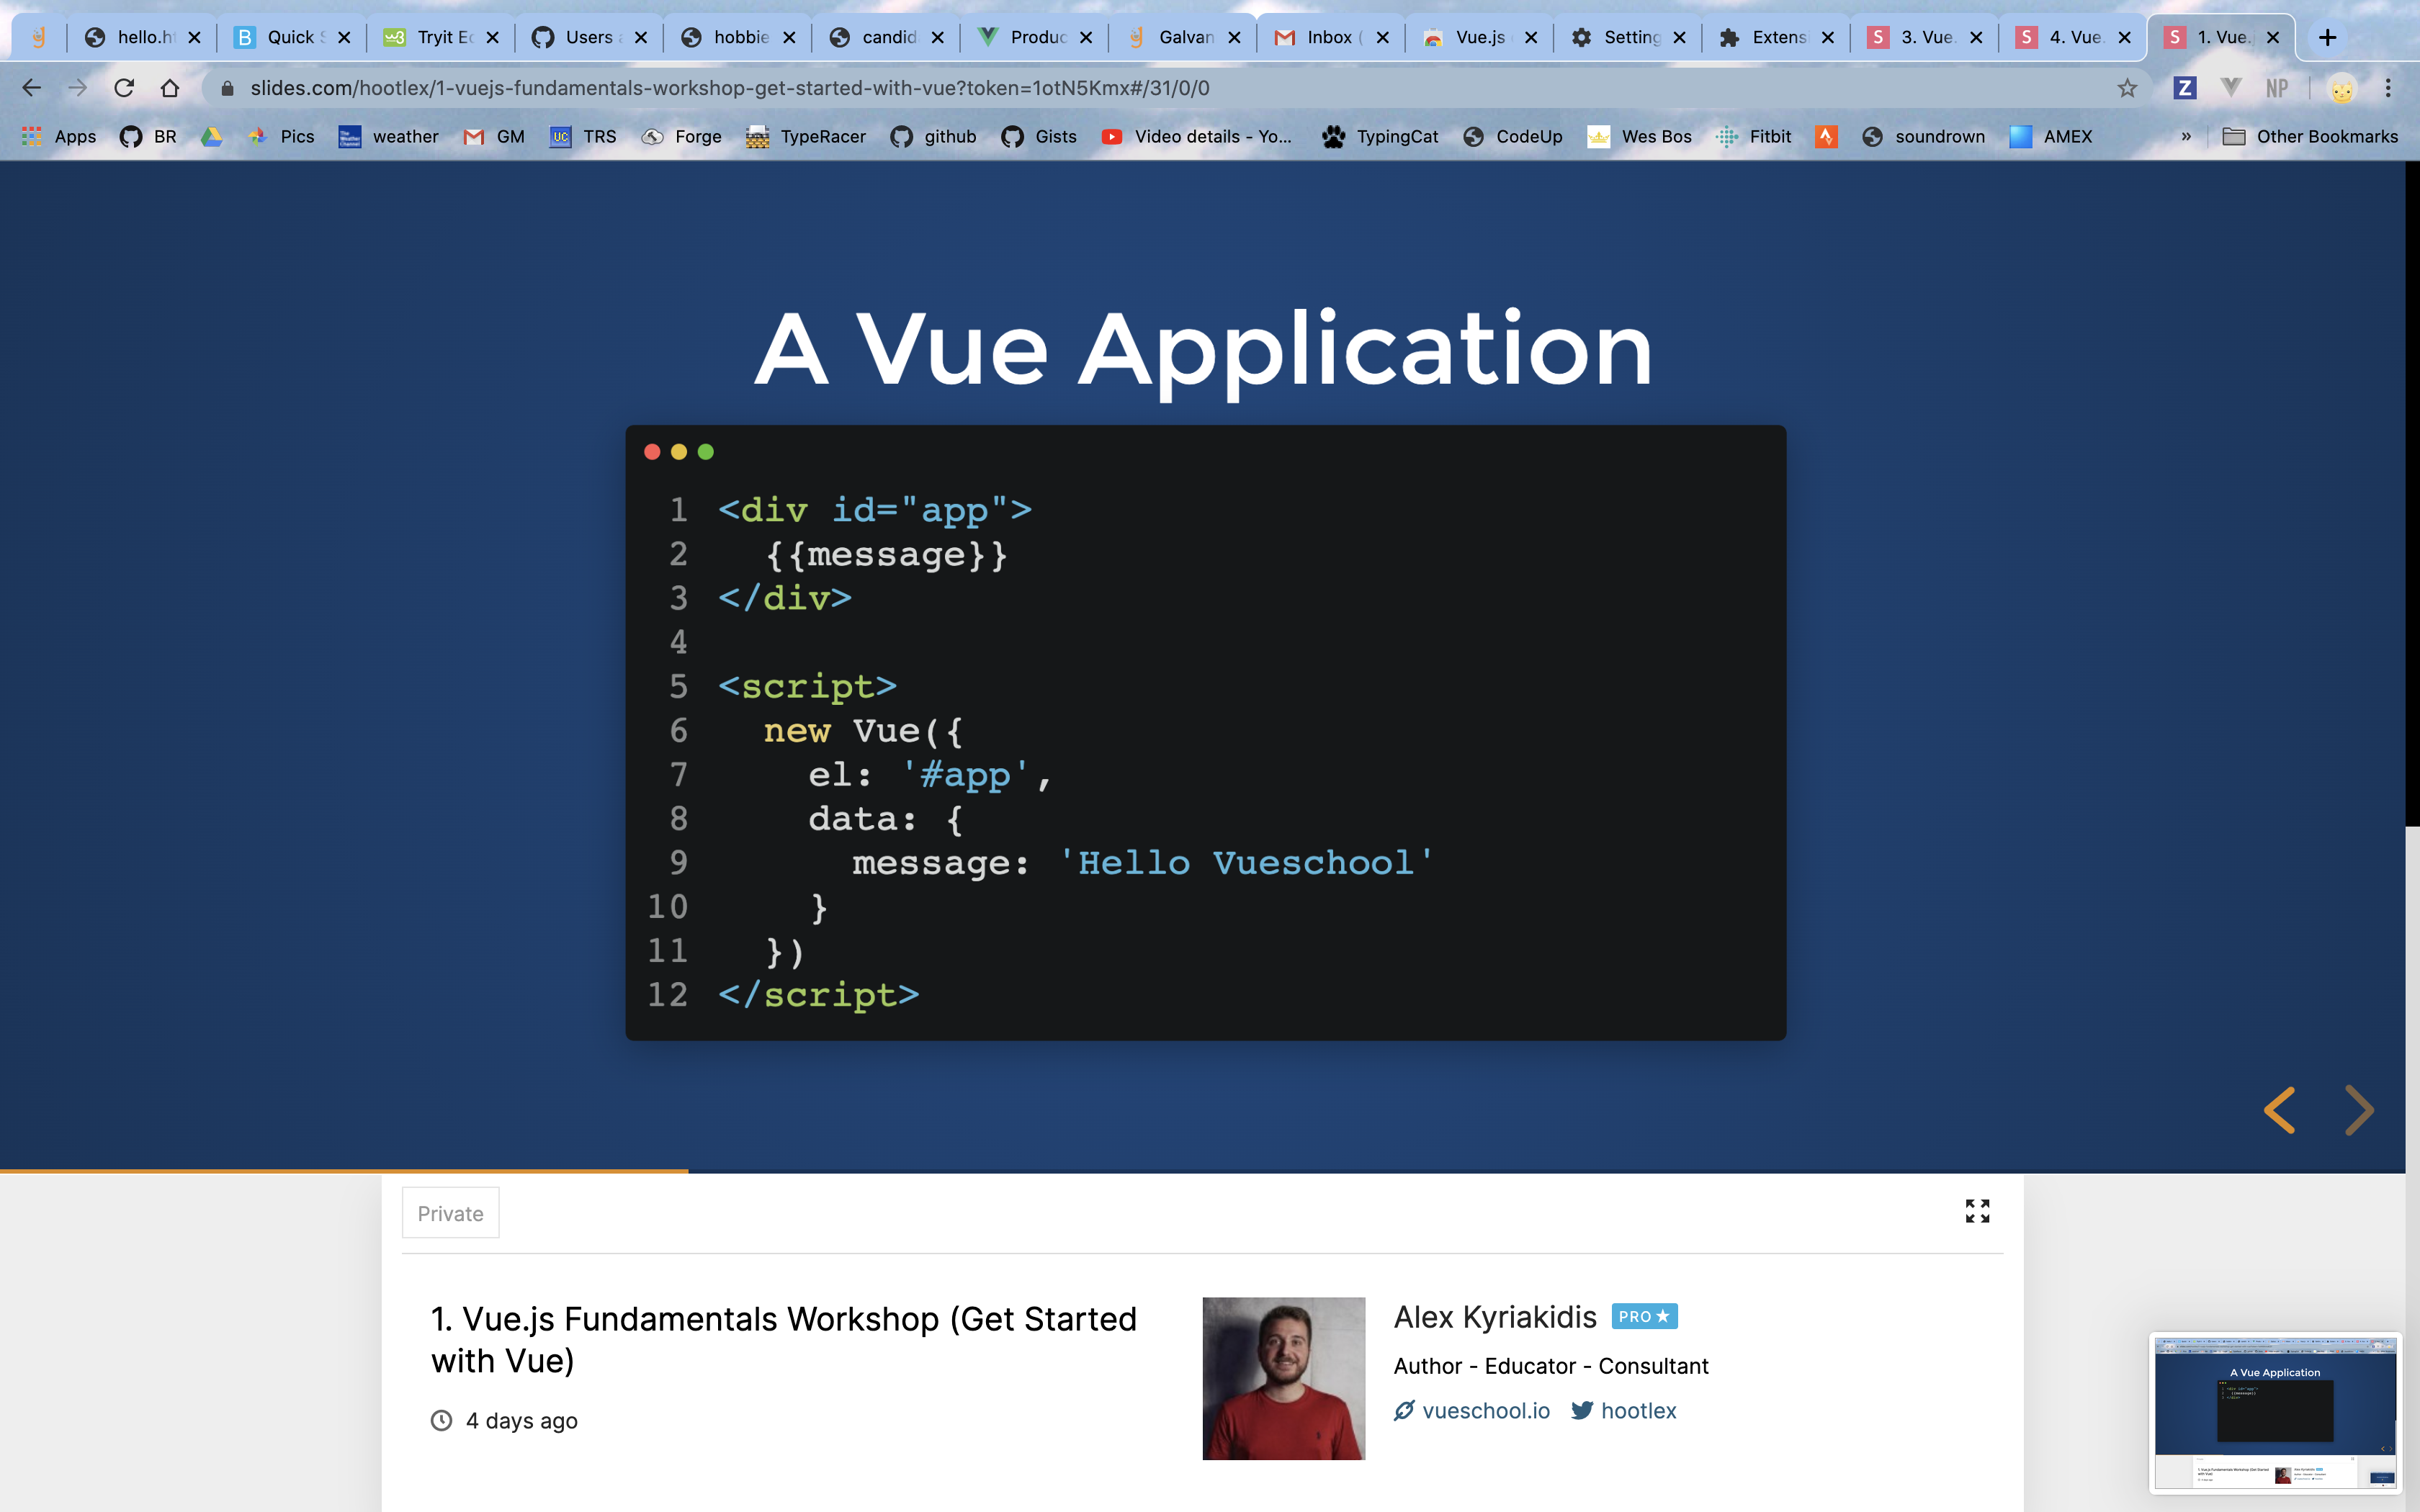 hello.h Quick S Tryit Ec Users a hobbie candid Produc Galvan Inbox ( Vue.js Setting Extens 3. Vue. 4. Vue. 1. Vue.
slides.com/hootlex/1-vuejs-fundamentals-workshop-get-started-with-vue?token=1otN5Kmx#/31/0/0
NP
Apps BR Pics weather GM TRS Forge TypeRacer github Gists Video details - Yo... TypingCat CodeUp Wes Bos Fitbit soundrown AMEX » Other Bookmarks
A Vue Application
1 <div id="app">
2 {{message}}
3 </div>
4
5 <script>
6 new Vue({
7 el: '#app',
8 data: {
9 message: 'Hello Vueschool'
10 }
11 })
12 </script>
Private
1. Vue.js Fundamentals Workshop (Get Started
with Vue)
4 days ago
Alex Kyriakidis PRO
Author - Educator - Consultant
vueschool.io hootlex
A Vue Application